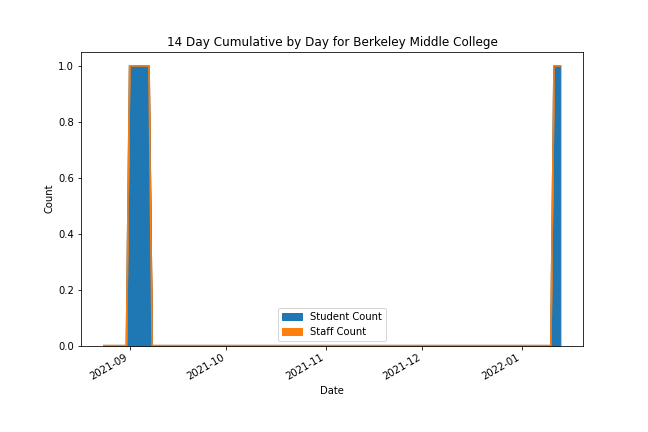 14 Day Cumulative by Day for Berkeley Middle College
1.0
0.8
0.6
0.4
0.2
0.0
Count
Student Count
Staff Count
2021-09
2021-10
2021-11
2021-12
2022-01
Date